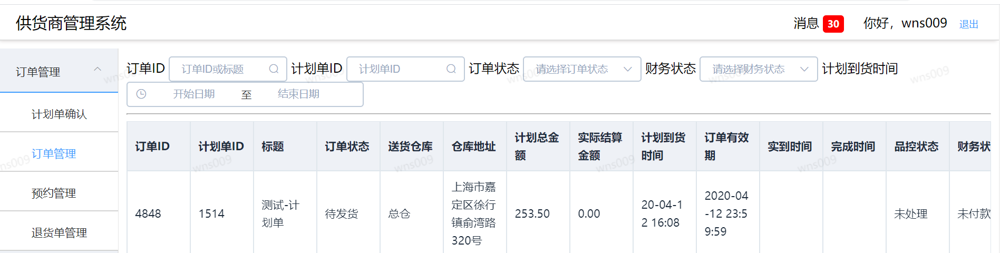 供货商管理系统
消息 30 你好，wns009 退出
订单管理
计划单确认
订单管理
预约管理
退货单管理
订单ID 订单ID或标题 计划单ID 计划单ID 订单状态 请选择订单状态 财务状态 请选择财务状态 计划到货时间
开始日期 至 结束日期
订单ID 计划单ID 标题 订单状态 送货仓库 仓库地址 计划总金额 实际结算金额 计划到货时间 订单有效期 实到时间 完成时间 品控状态 财务状
4848 1514 测试-计划单 待发货 总仓 上海市嘉定区徐行镇俞湾路320号 253.50 0.00 20-04-12 16:08 2020-04-12 23:59:59 未处理 未付款
wns009 wns009 wns009 wns009 wns009
wns009 wns009 wns009 wns009 wns009